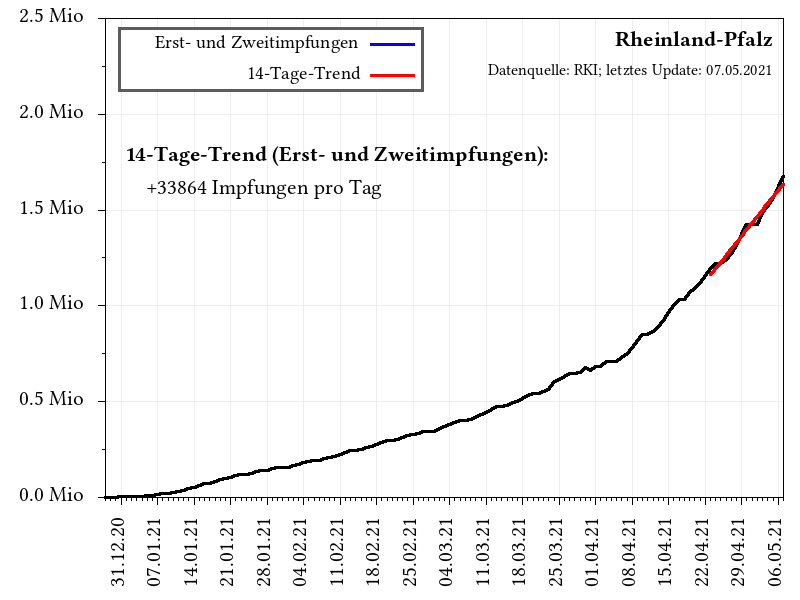 2.5 Mio
2.0 Mio
1.5 Mio
1.0 Mio
0.5 Mio
0.0 Mio
Erst- und Zweitimpfungen
14-Tage-Trend
Rheinland-Pfalz
Datenquelle: RKI; letztes Update: 07.05.2021
14-Tage-Trend (Erst- und Zweitimpfungen):
+33864 Impfungen pro Tag
31.12.20
07.01.21
14.01.21
21.01.21
28.01.21
04.02.21
11.02.21
18.02.21
25.02.21
04.03.21
11.03.21
18.03.21
25.03.21
01.04.21
08.04.21
15.04.21
22.04.21
29.04.21
06.05.21